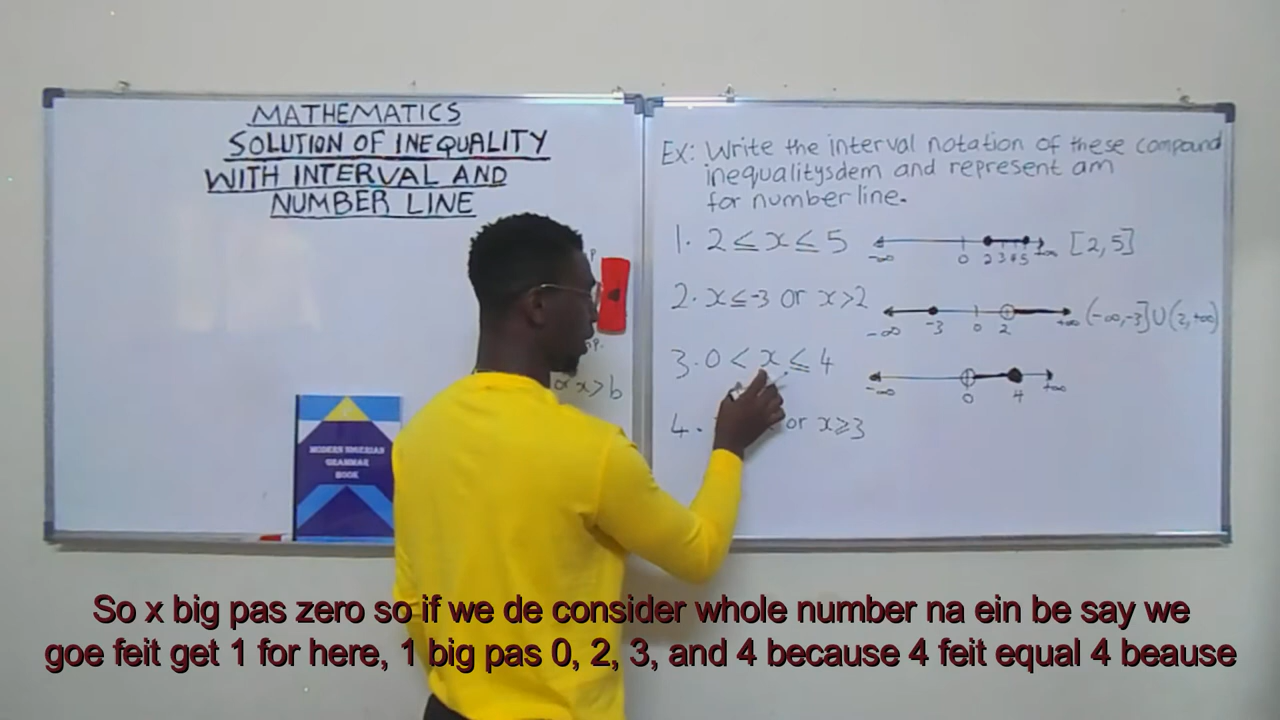 MATHEMATICS
SOLUTION OF INEQUALITY
WITH INTERVAL AND
NUMBER LINE
or x>b
MODERN NIGERIAN
GRAMMAR
BOOK
Ex: Write the interval notation of these compound
inequalitysdem and represent am
for number line.
1. 2 ≤ x ≤ 5 -∞ 0 2 3 4 5 +∞ [2,5]
2. x ≤ -3 or x>2 -∞ -3 0 2 +∞ (-∞,-3]U(2,+∞)
3. 0 < x ≤ 4 -∞ 0 4 +∞
4. or x⩾3
So x big pas zero so if we de consider whole number na ein be say we
goe feit get 1 for here, 1 big pas 0, 2, 3, and 4 because 4 feit equal 4 beause